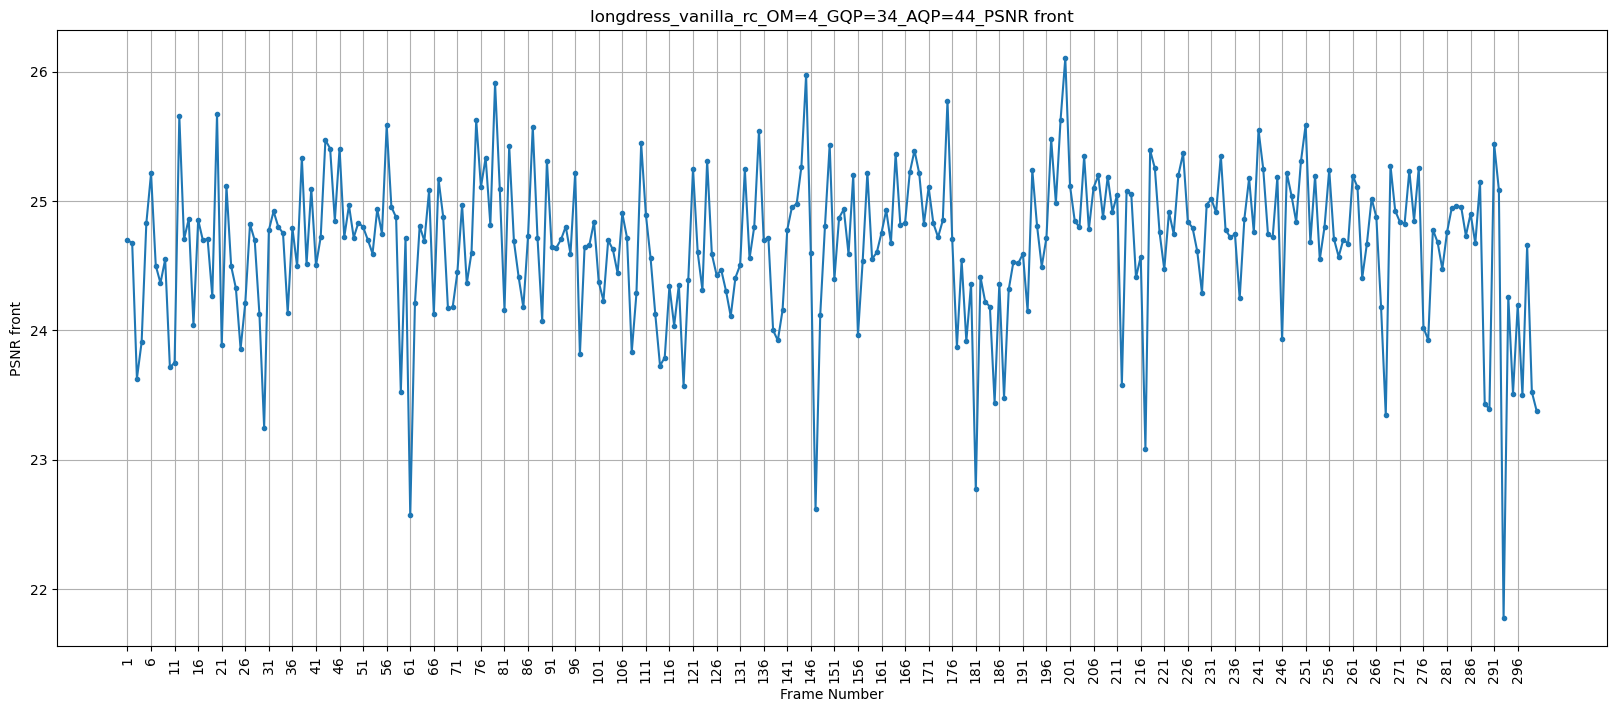 longdress_vanilla_rc_OM=4_GQP=34_AQP=44_PSNR front
PSNR front
26
25
24
23
22
1 6 11 16 21 26 31 36 41 46 51 56 61 66 71 76 81 86 91 96 101 106 111 116 121 126 131 136 141 146 151 156 161 166 171 176 181 186 191 196 201 206 211 216 221 226 231 236 241 246 251 256 261 266 271 276 281 286 291 296
Frame Number